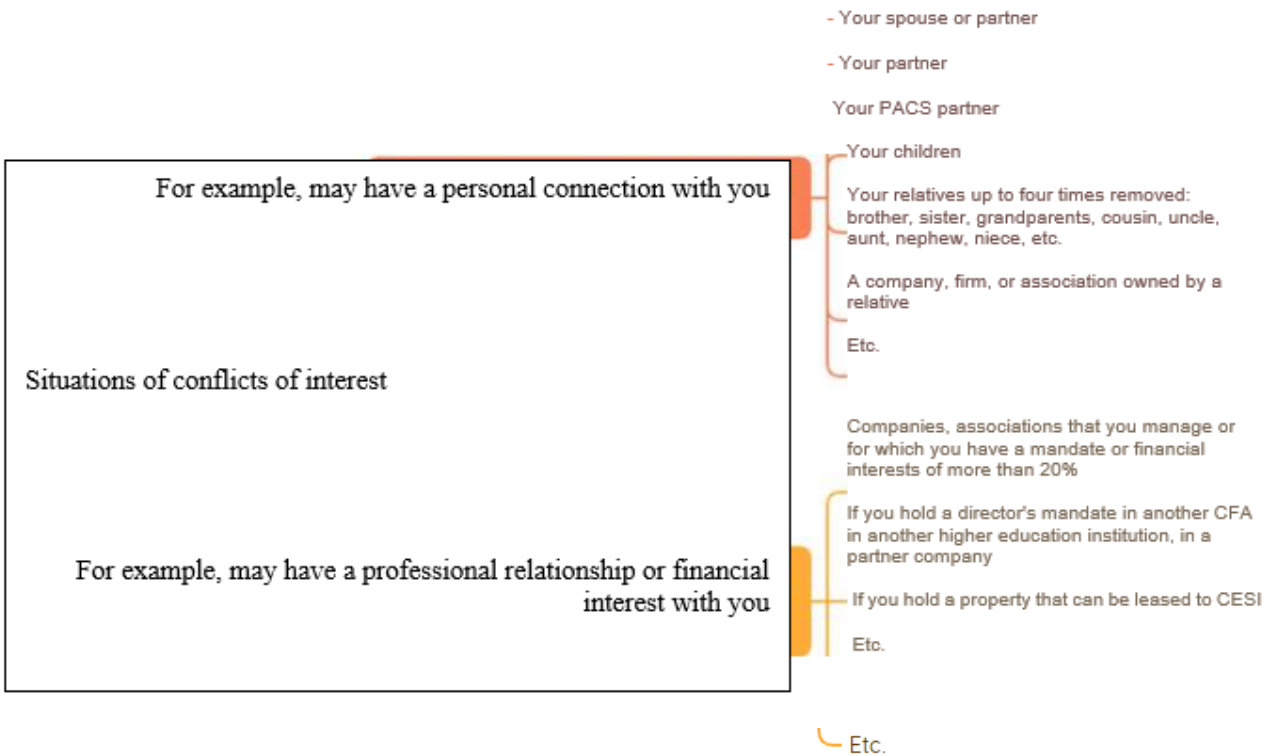 - Your spouse or partner
- Your partner
Your PACS partner
For example, may have a personal connection with you
Your children
Your relatives up to four times removed:
brother, sister, grandparents, cousin, uncle,
aunt, nephew, niece, etc.
A company, firm, or association owned by a
relative
Etc.
Situations of conflicts of interest
Companies, associations that you manage or
for which you have a mandate or financial
interests of more than 20%
If you hold a director's mandate in another CFA
in another higher education institution, in a
partner company
For example, may have a professional relationship or financial
interest with you
If you hold a property that can be leased to CESI
Etc.
Etc.